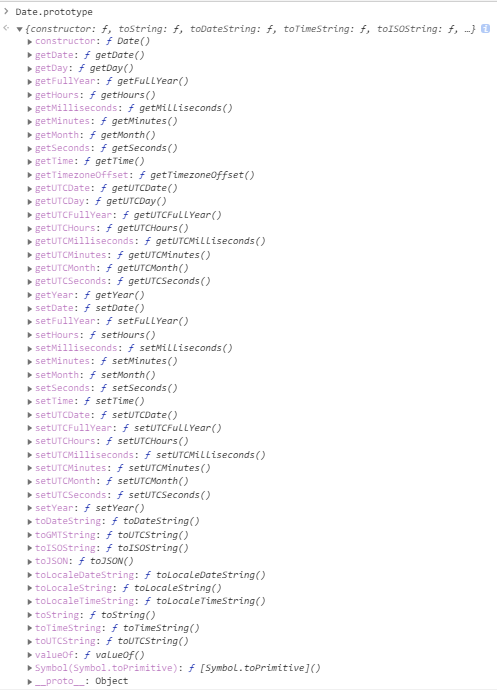 Date.prototype
{constructor: ƒ, toString: ƒ, toDateString: ƒ, toTimeString: ƒ, toISOString: ƒ, …}
constructor: ƒ Date()
getDate: ƒ getDate()
getDay: ƒ getDay()
getFullYear: ƒ getFullYear()
getHours: ƒ getHours()
getMilliseconds: ƒ getMilliseconds()
getMinutes: ƒ getMinutes()
getMonth: ƒ getMonth()
getSeconds: ƒ getSeconds()
getTime: ƒ getTime()
getTimezoneOffset: ƒ getTimezoneOffset()
getUTCDate: ƒ getUTCDate()
getUTCDay: ƒ getUTCDay()
getUTCFullYear: ƒ getUTCFullYear()
getUTCHours: ƒ getUTCHours()
getUTCMilliseconds: ƒ getUTCMilliseconds()
getUTCMinutes: ƒ getUTCMinutes()
getUTCMonth: ƒ getUTCMonth()
getUTCSeconds: ƒ getUTCSeconds()
getYear: ƒ getYear()
setDate: ƒ setDate()
setFullYear: ƒ setFullYear()
setHours: ƒ setHours()
setMilliseconds: ƒ setMilliseconds()
setMinutes: ƒ setMinutes()
setMonth: ƒ setMonth()
setSeconds: ƒ setSeconds()
setTime: ƒ setTime()
setUTCDate: ƒ setUTCDate()
setUTCFullYear: ƒ setUTCFullYear()
setUTCHours: ƒ setUTCHours()
setUTCMilliseconds: ƒ setUTCMilliseconds()
setUTCMinutes: ƒ setUTCMinutes()
setUTCMonth: ƒ setUTCMonth()
setUTCSeconds: ƒ setUTCSeconds()
setYear: ƒ setYear()
toDateString: ƒ toDateString()
toGMTString: ƒ toUTCString()
toISOString: ƒ toISOString()
toJSON: ƒ toJSON()
toLocaleDateString: ƒ toLocaleDateString()
toLocaleString: ƒ toLocaleString()
toLocaleTimeString: ƒ toLocaleTimeString()
toString: ƒ toString()
toTimeString: ƒ toTimeString()
toUTCString: ƒ toUTCString()
valueOf: ƒ valueOf()
Symbol(Symbol.toPrimitive): ƒ [Symbol.toPrimitive]()
__proto__: Object